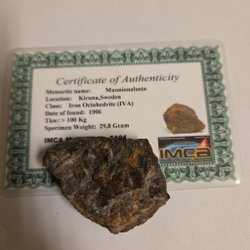 Certificate of Authenticity
Meteorite name : Muonionalusta
Location : Kiruna,Sweden
Class : Iron Octahedrite (IVA)
Date of found : 1906
Tkw : > 100 Kg
Specimen Weight : 29,8 Gram
IMCA
IMCA